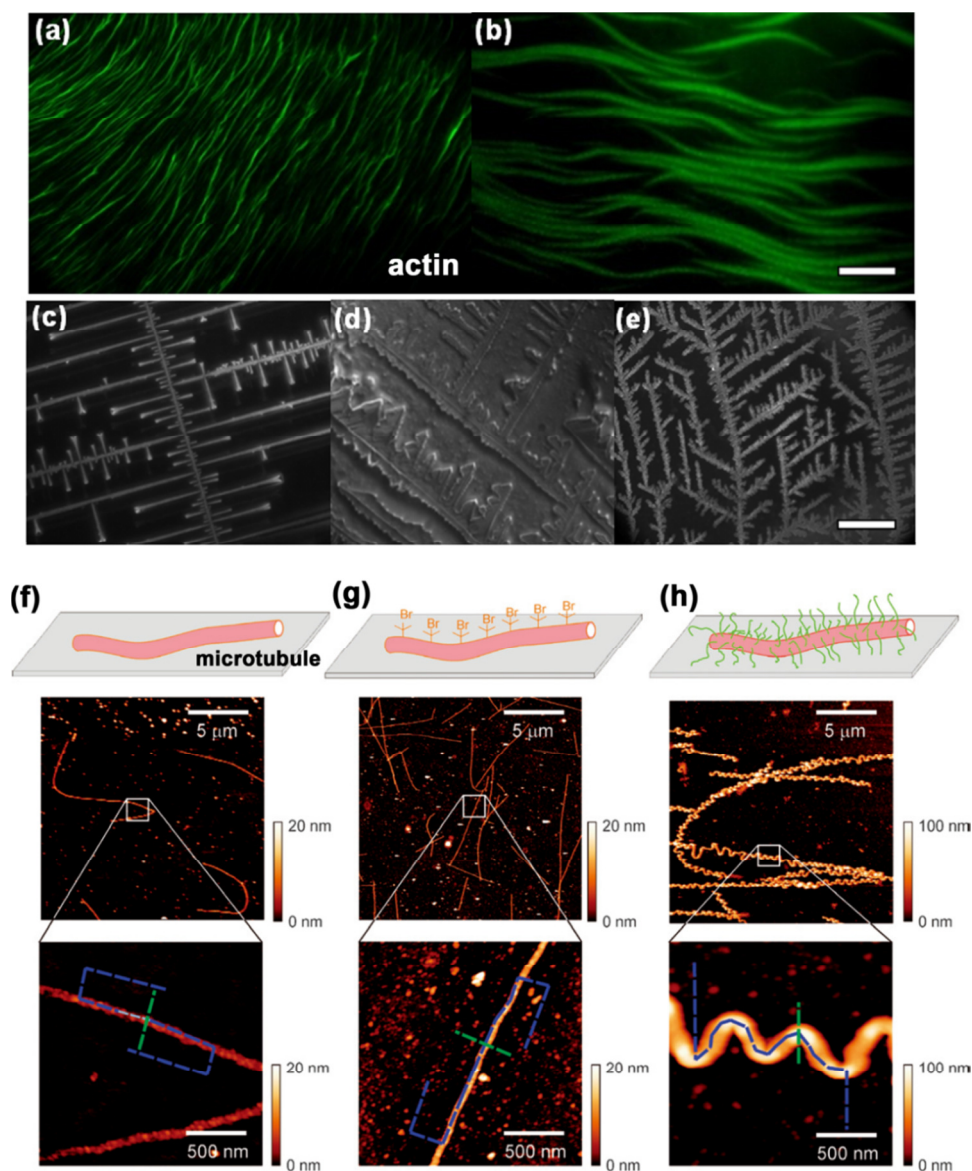 (a) (b)
actin
(c) (d) (e)
(f) (g) (h)
Br Br Br Br Br Br Br
microtubule
5 μm 5 μm 5 μm
20 nm 20 nm 100 nm
0 nm 0 nm 0 nm
20 nm 20 nm 100 nm
500 nm 500 nm 500 nm
0 nm 0 nm 0 nm